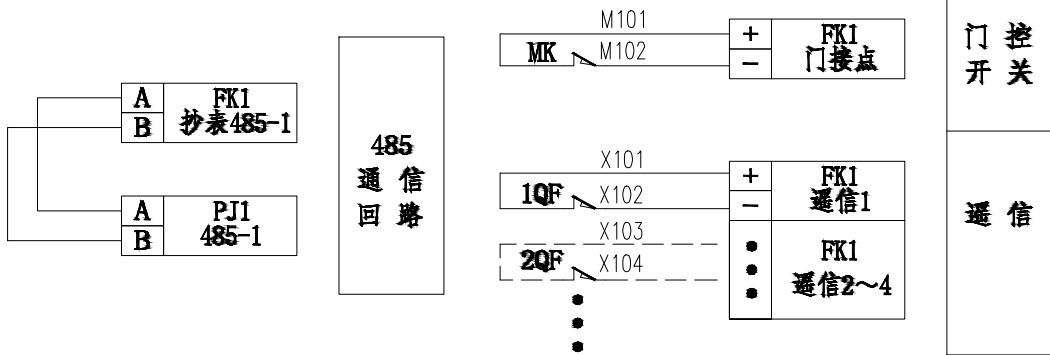 A FK1
B 抄表485-1
A PJ1
B 485-1
485
通 信
回 路
M101
MK M102
+ FK1
- 门接点
门 控
开 关
X101
1QF X102
+ FK1
- 遥信1
X103
2QF X104
FK1
遥信2～4
遥 信